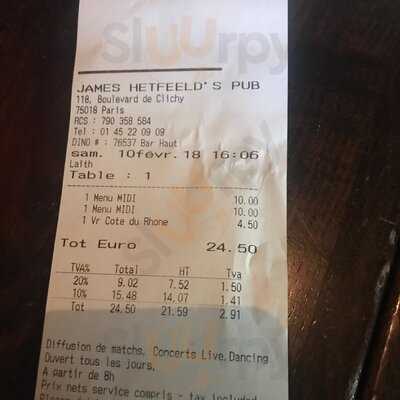 Sluurpy
JAMES HETFEELD'S PUB
118, Boulevard de Clichy
75018 Paris
RCS : 790 358 584
Tel : 01 45 22 09 09
DINO # : 76537 Bar Haut
sam. 10févr.18 16:06
Laith
Table : 1
1 Menu MIDI 10.00
1 Menu MIDI 10.00
1 Vr Cote du Rhone 4.50
Tot Euro 24.50
TVA% Total HT Tva
20% 9.02 7.52 1.50
10% 15.48 14.07 1.41
Tot 24.50 21.59 2.91
Diffusion de matchs, Concerts Live,Dancing
Ouvert tous les jours,
A partir de 8h
Prix nets service compris - tax included